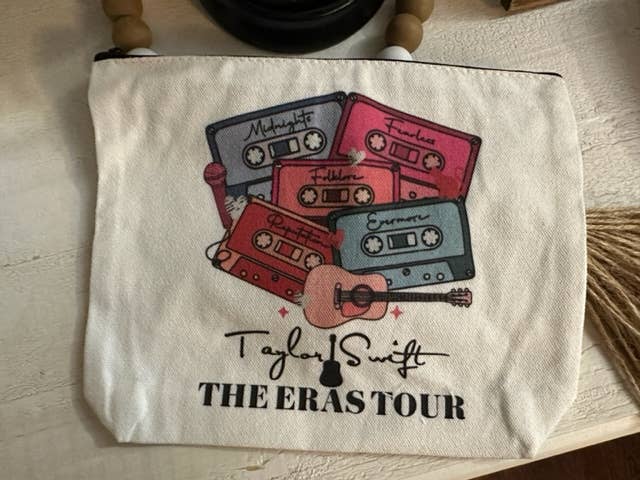 Midnights
Fearless
Folklore
Reputation
Evermore
Taylor Swift
THE ERAS TOUR